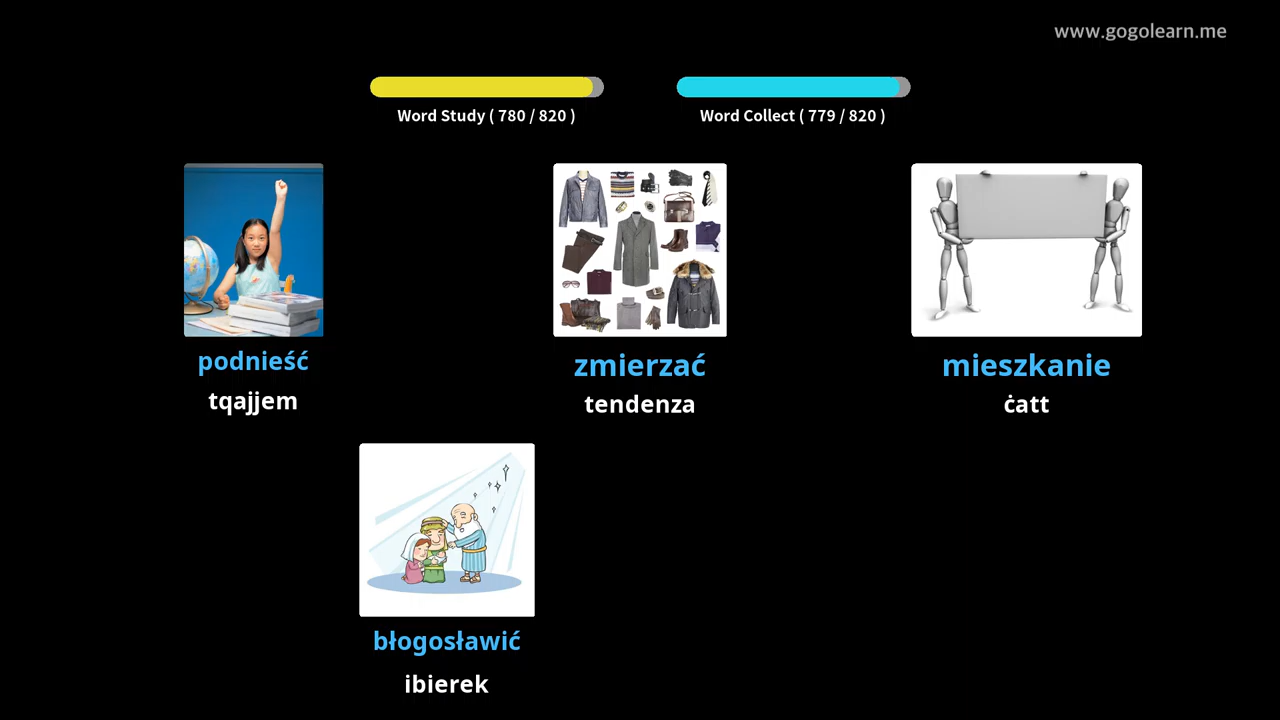 www.gogolearn.me
Word Study ( 780 / 820 )
Word Collect ( 779 / 820 )
podnieść
tqajjem
zmierzać
tendenza
mieszkanie
ċatt
błogosławić
ibierek